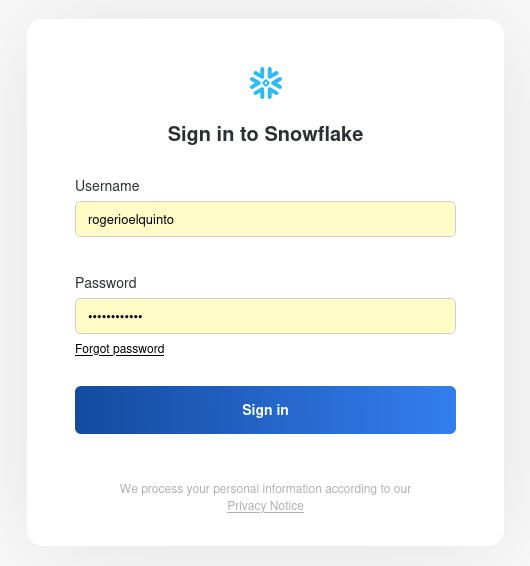 Sign in to Snowflake
Username
rogerioelquinto
Password
••••••••••••
Forgot password
Sign in
We process your personal information according to our
Privacy Notice